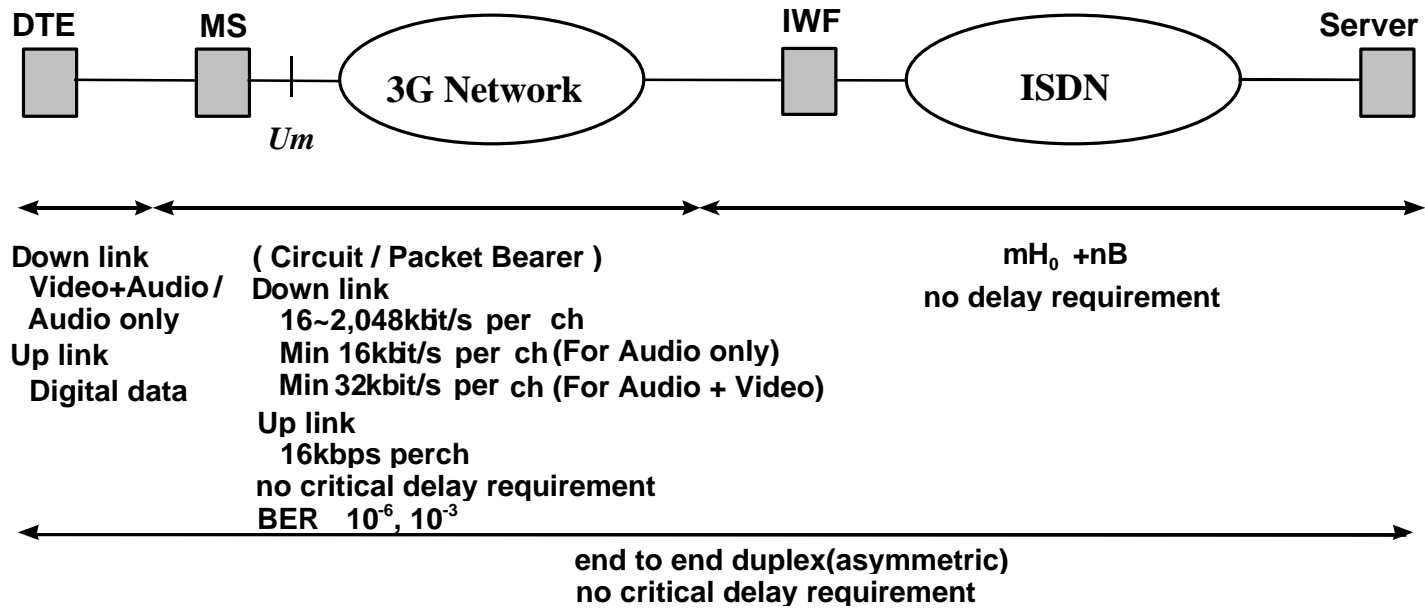 DTE MS IWF Server
3G Network ISDN
Um
Down link
Video+Audio /
Audio only
Up link
Digital data
( Circuit / Packet Bearer )
Down link
16~2,048kbit/s per ch
Min 16kbit/s per ch (For Audio only)
Min 32kbit/s per ch (For Audio + Video)
Up link
16kbps perch
no critical delay requirement
BER 10⁻⁶, 10⁻³
mH₀ +nB
no delay requirement
end to end duplex(asymmetric)
no critical delay requirement